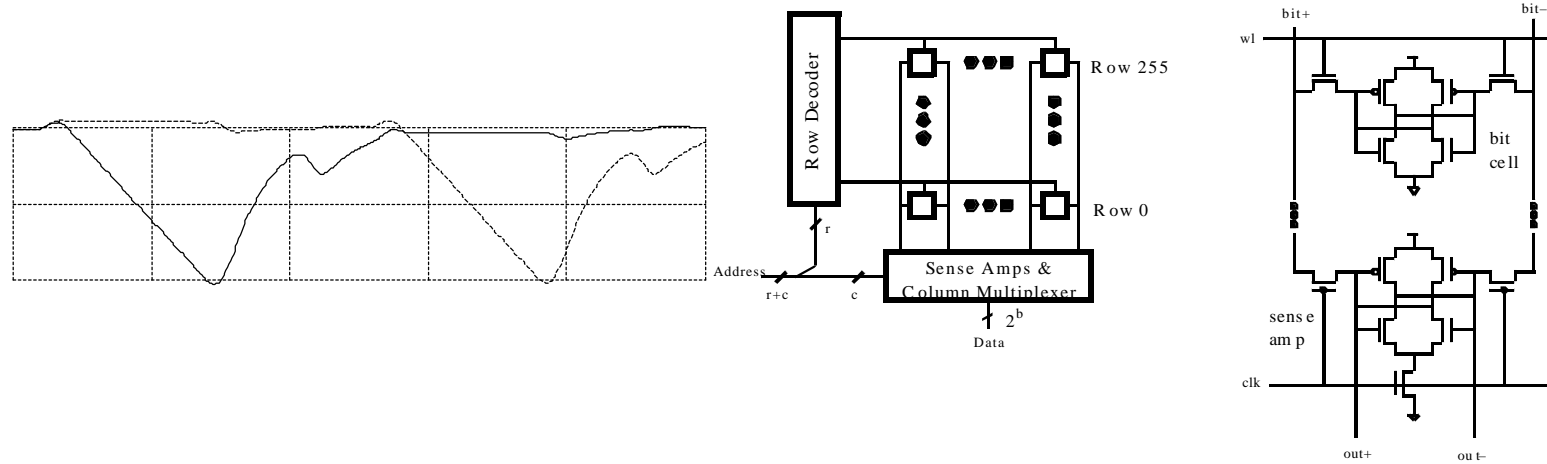 Row Decoder
Row 255
Row 0
r
Address
r+c
c
Sense Amps &
Column Multiplexer
2b
Data
bit+
bit–
wl
bit
cell
sense
amp
clk
out+
out–